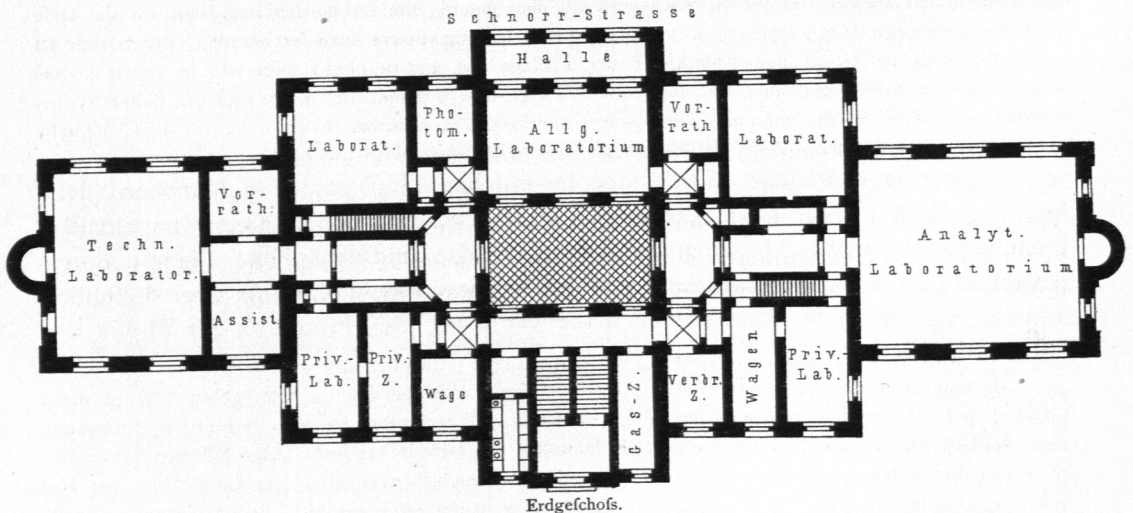 Schnorr-Strasse
Halle
Laborat.
Pho-
tom.
Allg.
Laboratorium
Vor-
rath
Laborat.
Vor-
rath
Techn.
Laborator.
Analyt.
Laboratorium
Assist.
Priv.-
Lab.
Priv.
Z.
Wage
Gas-Z.
Verbr.
Z.
Wagen
Priv.-
Lab.
Erdgeſchoſs.